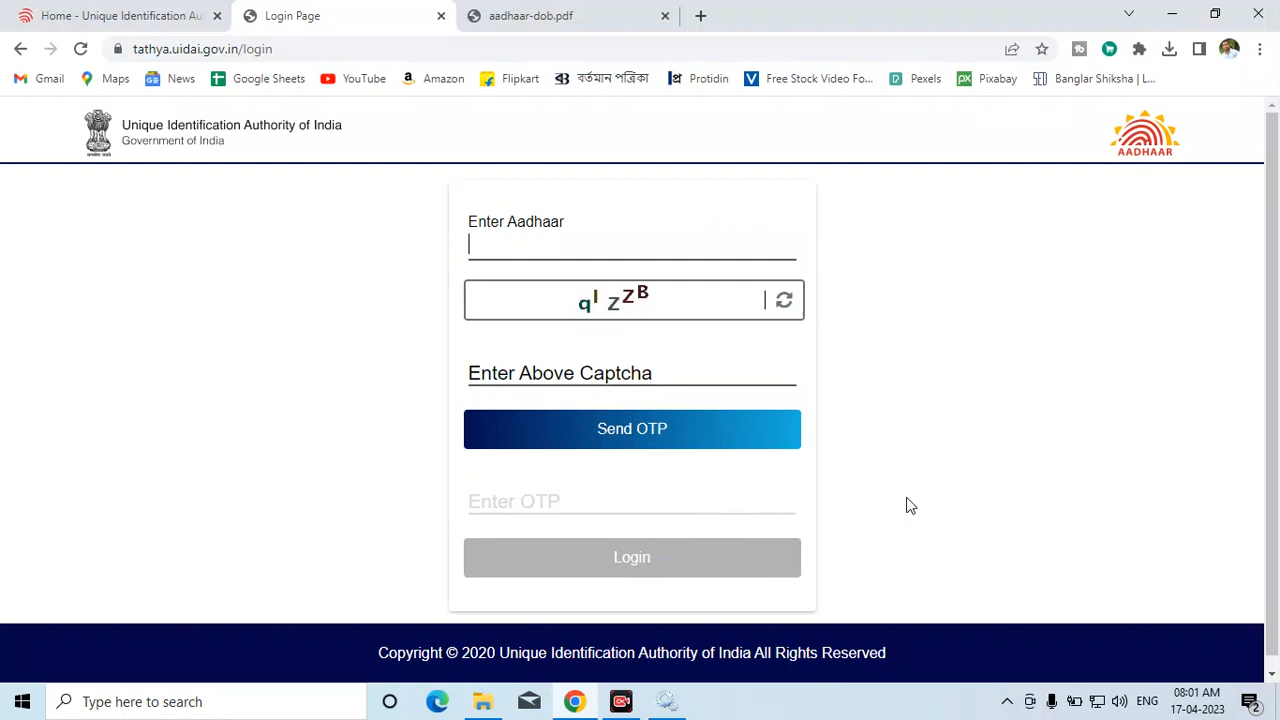 Home - Unique Identification Au
Login Page
aadhaar-dob.pdf
tathya.uidai.gov.in/login
Gmail
Maps
News
Google Sheets
YouTube
Amazon
Flipkart
বর্তমান পত্রিকা
Protidin
Free Stock Video Fo...
Pexels
Pixabay
Banglar Shiksha | L...
Unique Identification Authority of India
Government of India
AADHAAR
Enter Aadhaar
qlzZB
Enter Above Captcha
Send OTP
Enter OTP
Login
Copyright © 2020 Unique Identification Authority of India All Rights Reserved
Type here to search
ENG
08:01 AM
17-04-2023
2